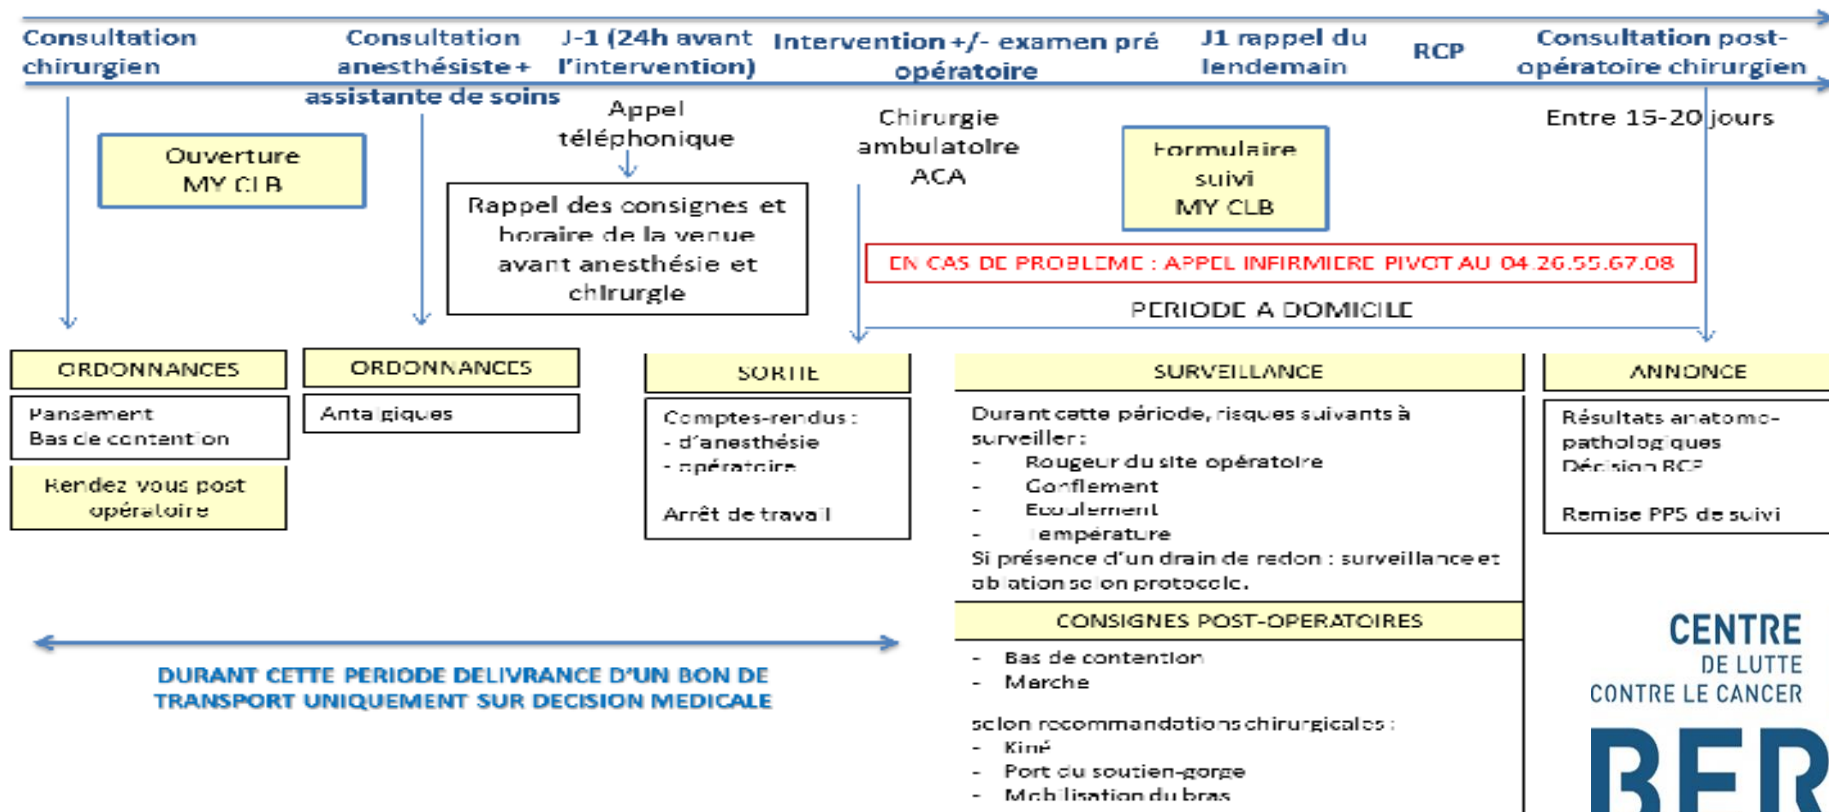 Consultation
chirurgien
Consultation
anesthésiste +
assistante de soins
J-1 (24h avant
l'intervention)
Intervention +/- examen pré
opératoire
J1 rappel du
lendemain
RCP
Consultation post-
opératoire chirurgien
Ouverture
MY CLB
Appel
téléphonique
Rappel des consignes et
horaire de la venue
avant anesthésie et
chirurgie
Chirurgie
ambulatoire
ACA
Formulaire
suivi
MY CLB
Entre 15-20 jours
EN CAS DE PROBLEME : APPEL INFIRMIERE PIVOT AU 04.26.55.67.08
PERIODE A DOMICILE
ORDONNANCES
Pansement
Bas de contention
Rendez vous post
opératoire
ORDONNANCES
Antalgiques
SORTIE
Comptes-rendus :
- d'anesthésie
- opératoire
Arrêt de travail
SURVEILLANCE
Durant cette période, risques suivants à
surveiller :
- Rougeur du site opératoire
- Gonflement
- Ecoulement
- Température
Si présence d'un drain de redon : surveillance et
ablation selon protocole.
CONSIGNES POST-OPERATOIRES
- Bas de contention
- Marche
selon recommandations chirurgicales :
- Kiné
- Port du soutien-gorge
- Mobilisation du bras
ANNONCE
Résultats anatomo-
pathologiques
Décision RCP
Remise PPS de suivi
DURANT CETTE PERIODE DELIVRANCE D'UN BON DE
TRANSPORT UNIQUEMENT SUR DECISION MEDICALE
CENTRE
DE LUTTE
CONTRE LE CANCER
BER